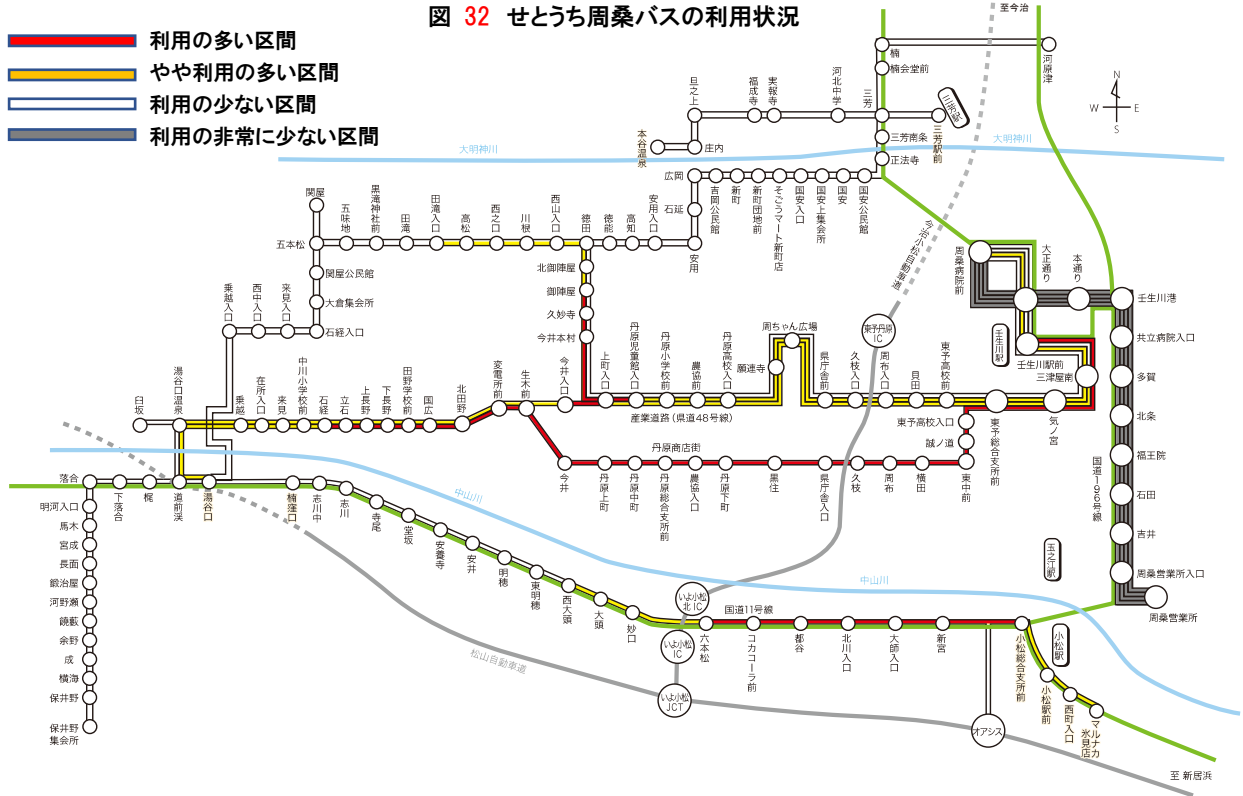 図 32 せとうち周桑バスの利用状況
利用の多い区間
やや利用の多い区間
利用の少ない区間
利用の非常に少ない区間
至今治
N
W E
S
楠
河原津
楠会堂前
旦之上
福成寺
実報寺
河北中学
三芳
三芳駅
三芳駅前
本谷温泉
庄内
三芳南条
正法寺
大明神川
大明神川
広岡
吉岡公民館
新町
新町団地前
そごうマート新町店
国安入口
国安上集会所
国安
国安公民館
石延
安用
関屋
五味地
黒滝神社前
田滝
田滝入口
高松
西之口
川根
西山入口
徳田
徳能
高知
安用入口
五本松
関屋公民館
大倉集会所
石経入口
乗越入口
西中入口
来見入口
北御陣屋
御陣屋
久妙寺
今井本村
今治小松自動車道
東予丹原IC
周桑病院前
大正通り
本通り
壬生川港
壬生川駅
壬生川駅前
三津屋南
共立病院入口
多賀
北条
福王院
石田
吉井
周桑営業所入口
周桑営業所
国道196号線
玉之江駅
湯谷口温泉
臼坂
乗越
在所入口
来見
中川小学校前
石経
立石
上長野
下長野
田野学校前
国広
北田野
変電所前
生木前
今井入口
上町入口
丹原児童館入口
丹原小学校前
農協前
丹原高校入口
願連寺
周ちゃん広場
県庁舎前
久枝入口
周布入口
貝田
東予高校前
東予総合支所前
気ノ宮
産業道路(県道48号線)
東予高校入口
誠ノ道
東中前
丹原商店街
今井
丹原上町
丹原中町
丹原総合支所前
農協入口
丹原下町
黒住
県庁舎入口
久枝
周布
横田
落合
下落合
梶
道前渓
湯谷口
楠窪口
志川中
志川
寺尾
堂坂
安養寺
安井
明穂
東明穂
西大頭
大頭
妙口
中山川
中山川
明河入口
馬木
宮成
長面
鍛治屋
河野瀬
饒藪
余野
成
横海
保井野
保井野集会所
いよ小松北IC
いよ小松IC
いよ小松JCT
国道11号線
六本松
コカコーラ前
都谷
北川入口
大師入口
新宮
小松総合支所前
小松駅
小松駅前
西町入口
マルナカ氷見店
オアシス
松山自動車道
至 新居浜